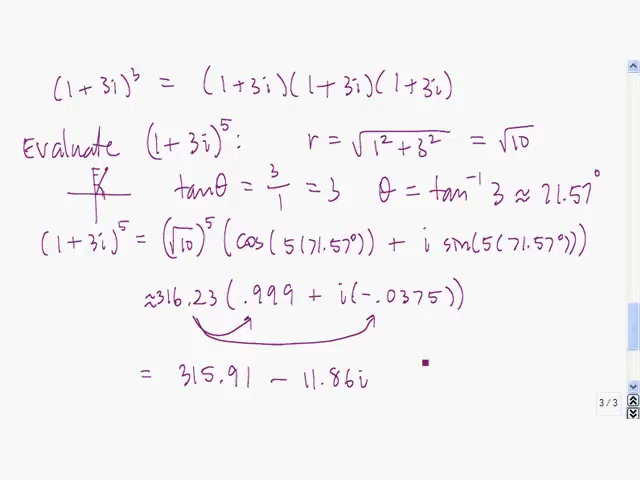 (1+3i)³ = (1+3i)(1+3i)(1+3i)
Evaluate (1+3i)⁵: r = √1²+3² = √10
tanθ = 3/1 = 3 θ = tan⁻¹ 3 ≈ 71.57°
(1+3i)⁵ = (√10)⁵ (cos(5(71.57°)) + i sin(5(71.57°))
≈316.23(.999 + i(-.0375))
= 315.91 - 11.86i
3/3